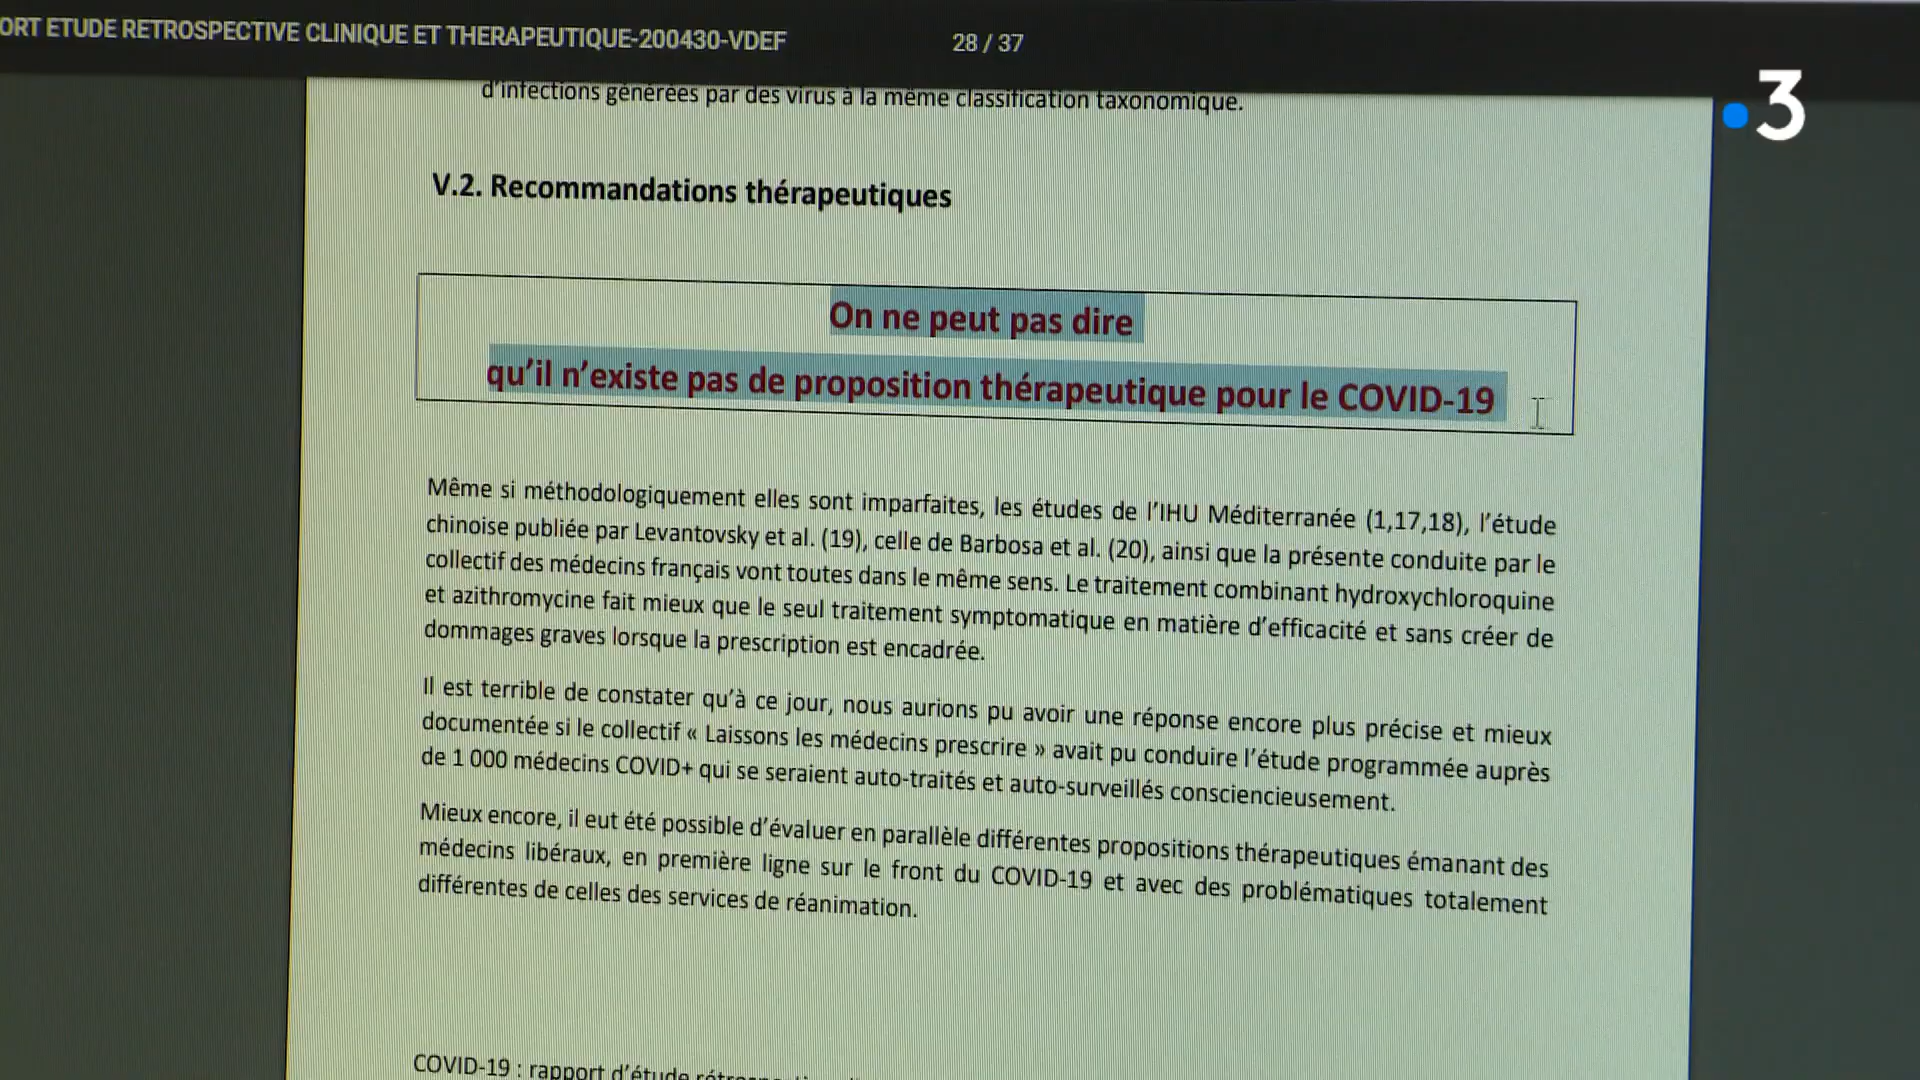 ORT ETUDE RETROSPECTIVE CLINIQUE ET THERAPEUTIQUE-200430-VDEF
28 / 37
3
d'infections générées par des virus à la même classification taxonomique.
V.2. Recommandations thérapeutiques
On ne peut pas dire
qu'il n'existe pas de proposition thérapeutique pour le COVID-19
Même si méthodologiquement elles sont imparfaites, les études de l'IHU Méditerranée (1,17,18), l'étude
chinoise publiée par Levantovsky et al. (19), celle de Barbosa et al. (20), ainsi que la présente conduite par le
collectif des médecins français vont toutes dans le même sens. Le traitement combinant hydroxychloroquine
et azithromycine fait mieux que le seul traitement symptomatique en matière d'efficacité et sans créer de
dommages graves lorsque la prescription est encadrée.
Il est terrible de constater qu'à ce jour, nous aurions pu avoir une réponse encore plus précise et mieux
documentée si le collectif « Laissons les médecins prescrire » avait pu conduire l'étude programmée auprès
de 1 000 médecins COVID+ qui se seraient auto-traités et auto-surveillés consciencieusement.
Mieux encore, il eut été possible d'évaluer en parallèle différentes propositions thérapeutiques émanant des
médecins libéraux, en première ligne sur le front du COVID-19 et avec des problématiques totalement
différentes de celles des services de réanimation.
COVID-19 : rapport d'étude